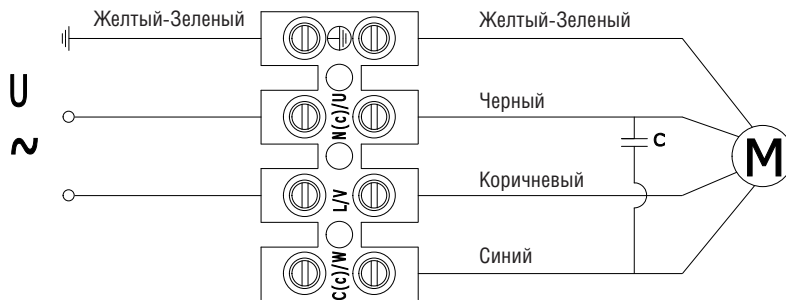 Желтый-Зеленый
Желтый-Зеленый
U
~
N(c)/U
Черный
C
M
L/V
Коричневый
C(c)/W
Синий